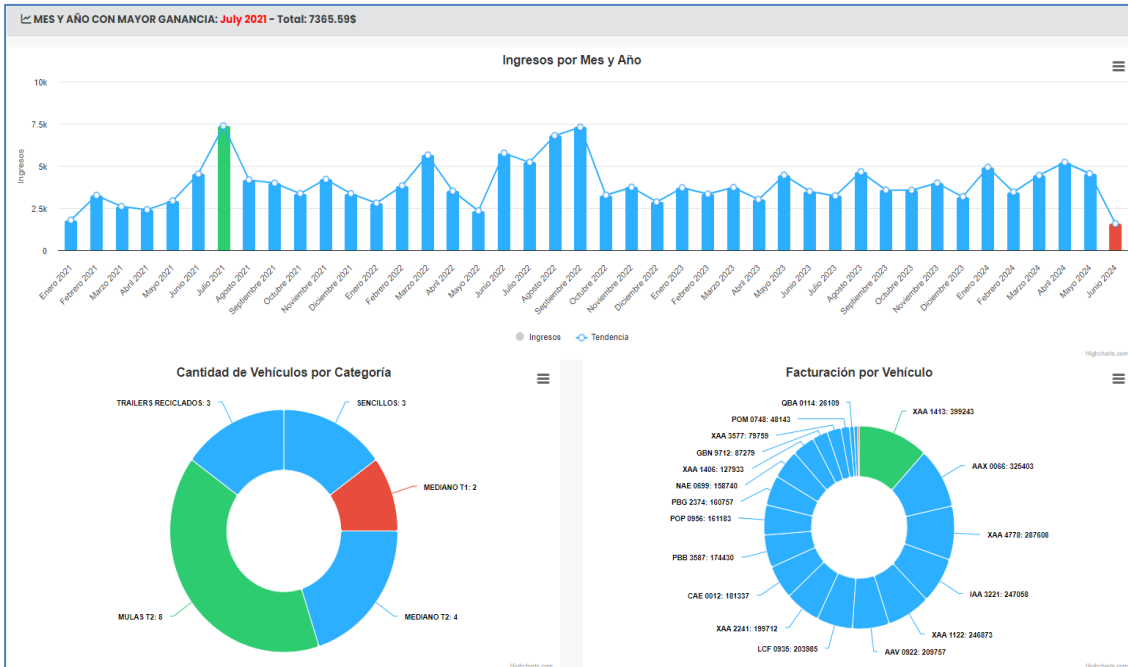 MES Y AÑO CON MAYOR GANANCIA: July 2021 - Total: 7365.59$
Ingresos por Mes y Año
10k
7.5k
5k
2.5k
0
Ingresos
Enero 2021
Febrero 2021
Marzo 2021
Abril 2021
Mayo 2021
Junio 2021
Julio 2021
Agosto 2021
Septiembre 2021
Octubre 2021
Noviembre 2021
Diciembre 2021
Enero 2022
Febrero 2022
Marzo 2022
Abril 2022
Mayo 2022
Junio 2022
Julio 2022
Agosto 2022
Septiembre 2022
Octubre 2022
Noviembre 2022
Diciembre 2022
Enero 2023
Febrero 2023
Marzo 2023
Abril 2023
Mayo 2023
Junio 2023
Julio 2023
Agosto 2023
Septiembre 2023
Octubre 2023
Noviembre 2023
Diciembre 2023
Enero 2024
Febrero 2024
Marzo 2024
Abril 2024
Mayo 2024
Junio 2024
Ingresos
Tendencia
Highcharts.com
Cantidad de Vehículos por Categoría
TRAILERS RECICLADOS: 3
SENCILLOS: 3
MEDIANO T1: 2
MULAS T2: 8
MEDIANO T2: 4
Highcharts.com
Facturación por Vehículo
QBA 0114: 26109
XAA 1413: 399243
POM 0748: 48143
XAA 3577: 79759
GBN 9712: 87279
AAX 0066: 325403
XAA 1406: 127933
NAE 0699: 158740
PBG 2374: 160757
POP 0956: 161183
XAA 4778: 287608
PBB 3587: 174430
CAE 0012: 181337
IAA 3221: 247058
XAA 2241: 199712
XAA 1122: 246873
LCF 0935: 203985
AAV 0922: 209757
Highcharts.com